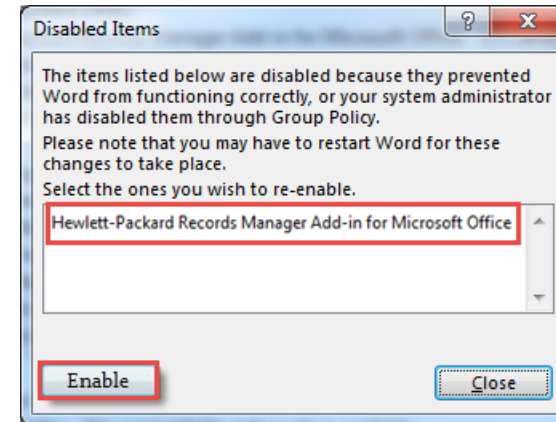 Disabled Items
The items listed below are disabled because they prevented
Word from functioning correctly, or your system administrator
has disabled them through Group Policy.
Please note that you may have to restart Word for these
changes to take place.
Select the ones you wish to re-enable.
Hewlett-Packard Records Manager Add-in for Microsoft Office
Enable
Close